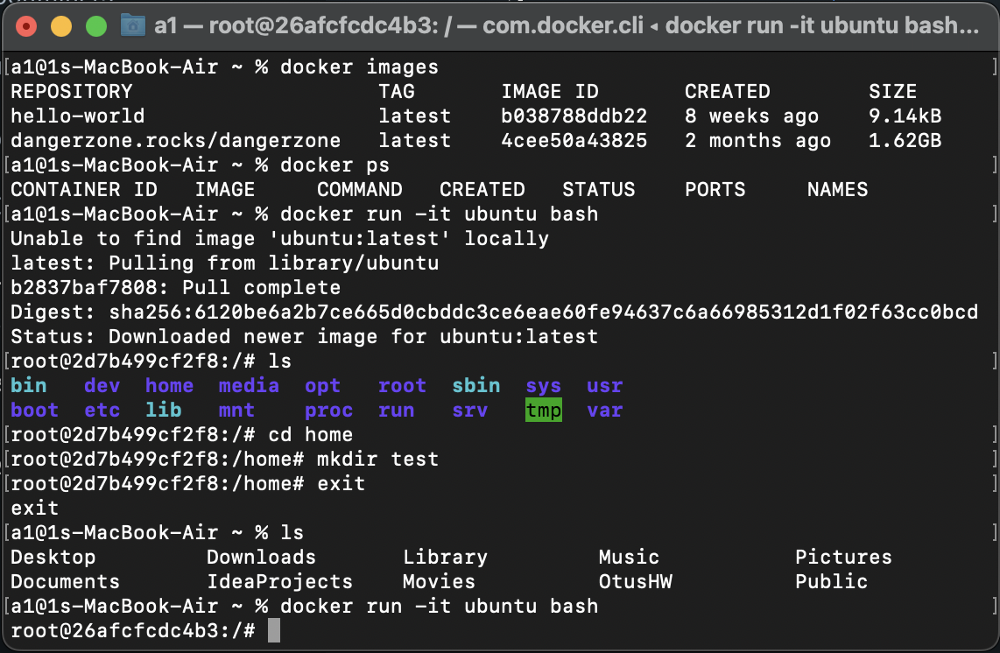 a1 — root@26afcfcdc4b3: / — com.docker.cli ◂ docker run -it ubuntu bash...
[a1@1s-MacBook-Air ~ % docker images ]
REPOSITORY TAG IMAGE ID CREATED SIZE
hello-world latest b038788ddb22 8 weeks ago 9.14kB
dangerzone.rocks/dangerzone latest 4cee50a43825 2 months ago 1.62GB
[a1@1s-MacBook-Air ~ % docker ps ]
CONTAINER ID IMAGE COMMAND CREATED STATUS PORTS NAMES
[a1@1s-MacBook-Air ~ % docker run -it ubuntu bash ]
Unable to find image 'ubuntu:latest' locally
latest: Pulling from library/ubuntu
b2837baf7808: Pull complete
Digest: sha256:6120be6a2b7ce665d0cbddc3ce6eae60fe94637c6a66985312d1f02f63cc0bcd
Status: Downloaded newer image for ubuntu:latest
[root@2d7b499cf2f8:/# ls ]
bin dev home media opt root sbin sys usr
boot etc lib mnt proc run srv tmp var
[root@2d7b499cf2f8:/# cd home ]
[root@2d7b499cf2f8:/home# mkdir test ]
[root@2d7b499cf2f8:/home# exit ]
exit
[a1@1s-MacBook-Air ~ % ls ]
Desktop Downloads Library Music Pictures
Documents IdeaProjects Movies OtusHW Public
[a1@1s-MacBook-Air ~ % docker run -it ubuntu bash ]
root@26afcfcdc4b3:/#